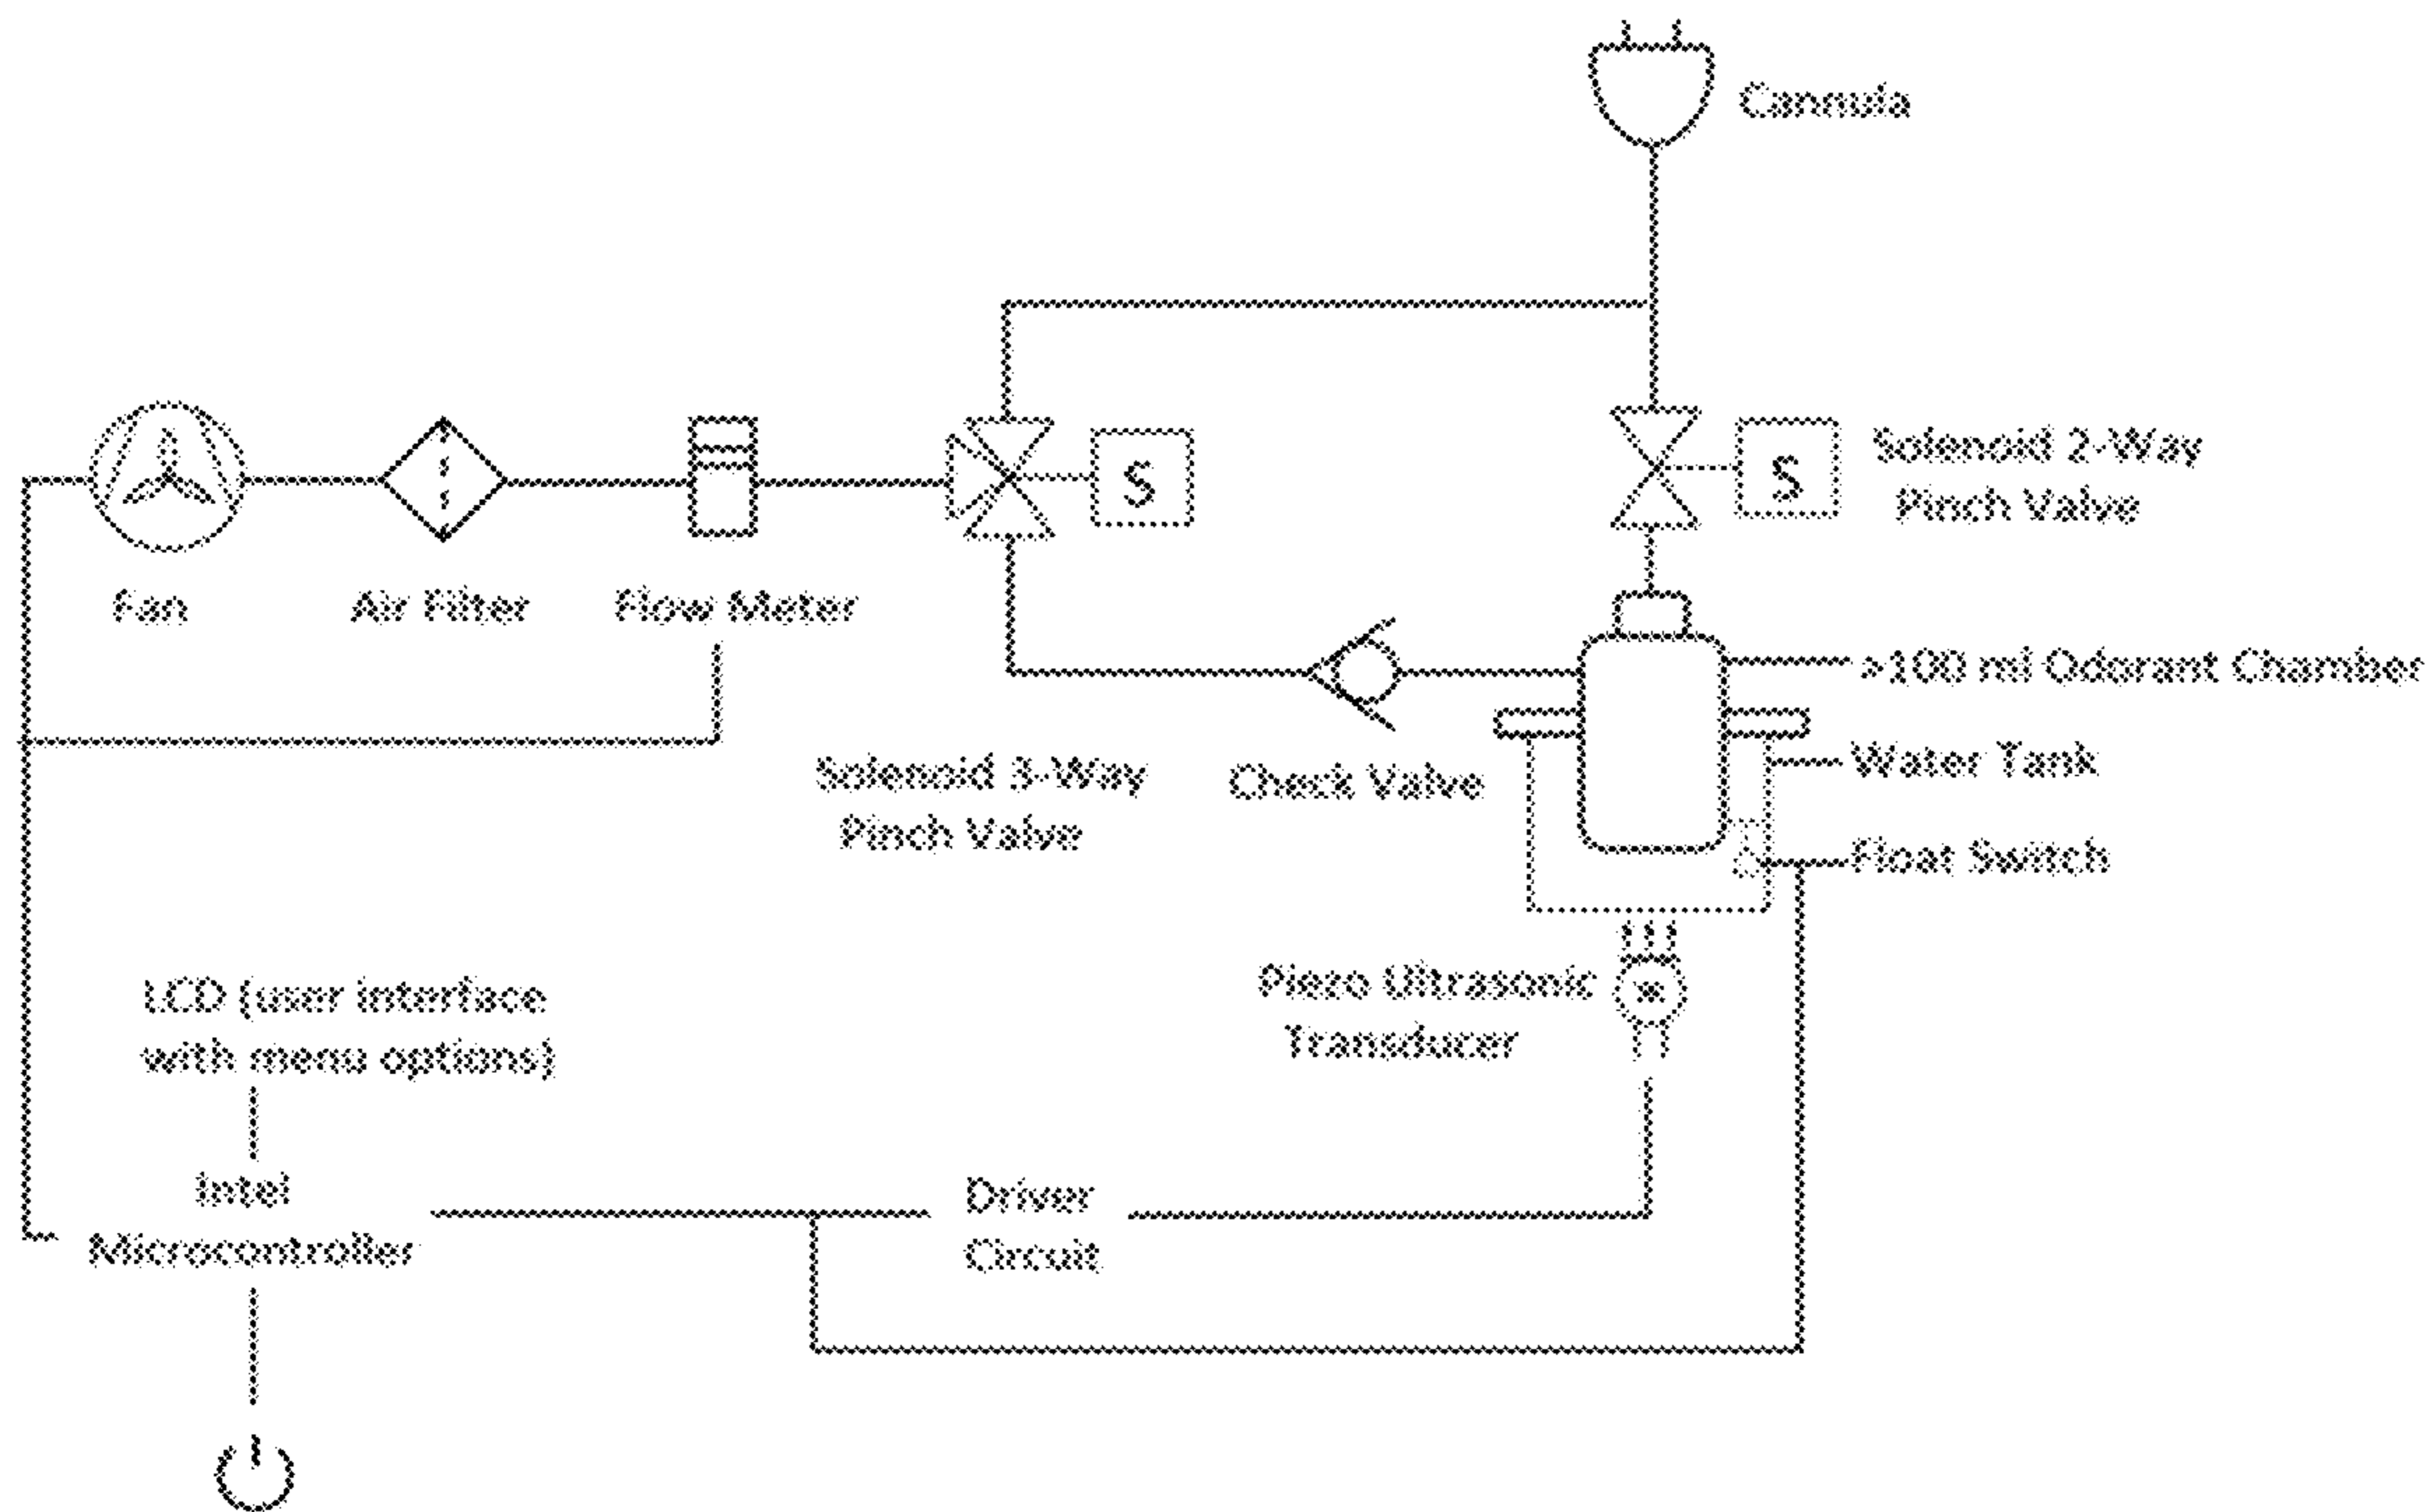 Cannula
S
S
Solenoid 2-Way
Pinch Valve
Fan
Air Filter
Flow Meter
>100 ml Odorant Chamber
Solenoid 3-Way
Pinch Valve
Check Valve
Water Tank
Float Switch
LCD (user interface
with menu options)
Piezo Ultrasonic
Transducer
Intel
Microcontroller
Driver
Circuit